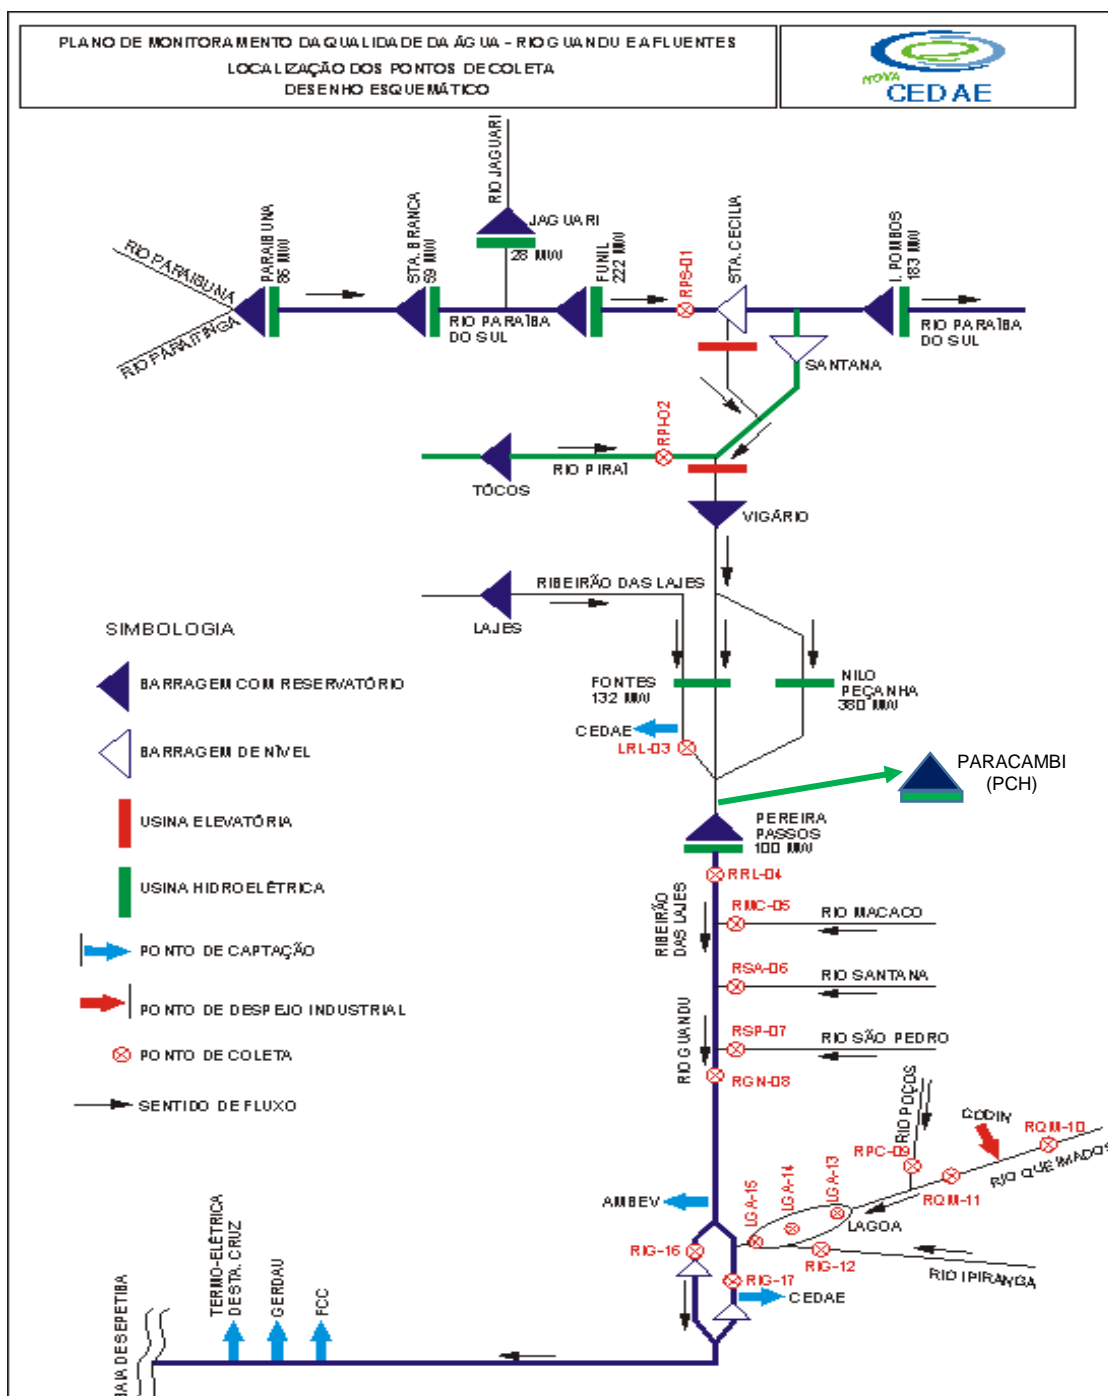 PLANO DE MONITORAMENTO DA QUALIDADE DA ÁGUA - RIO GUANDU E AFLUENTES
LOCALIZAÇÃO DOS PONTOS DE COLETA
DESENHO ESQUEMÁTICO
NOVA
CEDAE
RIO JAGUARI
JAGUARI
28 MW
RIO PARAIBUNA
RIO PARAITINGA
PARAIBUNA
86 MW
STA. BRANCA
59 MW
RIO PARAÍBA
DO SUL
FUNIL
222 MW
RPS-01
STA. CECILIA
I. POMBOS
183 MW
RIO PARAÍBA
DO SUL
SANTANA
RPI-02
RIO PIRAÍ
TÓCOS
VIGÁRIO
RIBEIRÃO DAS LAJES
LAJES
SIMBOLOGIA
BARRAGEM COM RESERVATÓRIO
BARRAGEM DE NÍVEL
USINA ELEVATÓRIA
USINA HIDROELÉTRICA
PONTO DE CAPTAÇÃO
PONTO DE DESPEJO INDUSTRIAL
PONTO DE COLETA
SENTIDO DE FLUXO
FONTES
132 MW
NILO
PEÇANHA
380 MW
CEDAE
LRL-03
PARACAMBI
(PCH)
PEREIRA
PASSOS
100 MW
RRL-04
RIBEIRÃO
DAS LAJES
RMC-05
RIO MACACO
RSA-06
RIO SANTANA
RIO GUANDU
RSP-07
RIO SÃO PEDRO
RGN-08
RIO POÇOS
CODIN
RQM-10
RPC-09
RIO QUEIMADOS
RQM-11
LGA-15
LGA-14
LGA-13
LAGOA
AMBEV
RIG-16
RIG-12
RIO IPIRANGA
RIG-17
CEDAE
TERMO-ELÉTRICA
DE STA. CRUZ
GERDAU
FCC
BAIA DE SEPETIBA